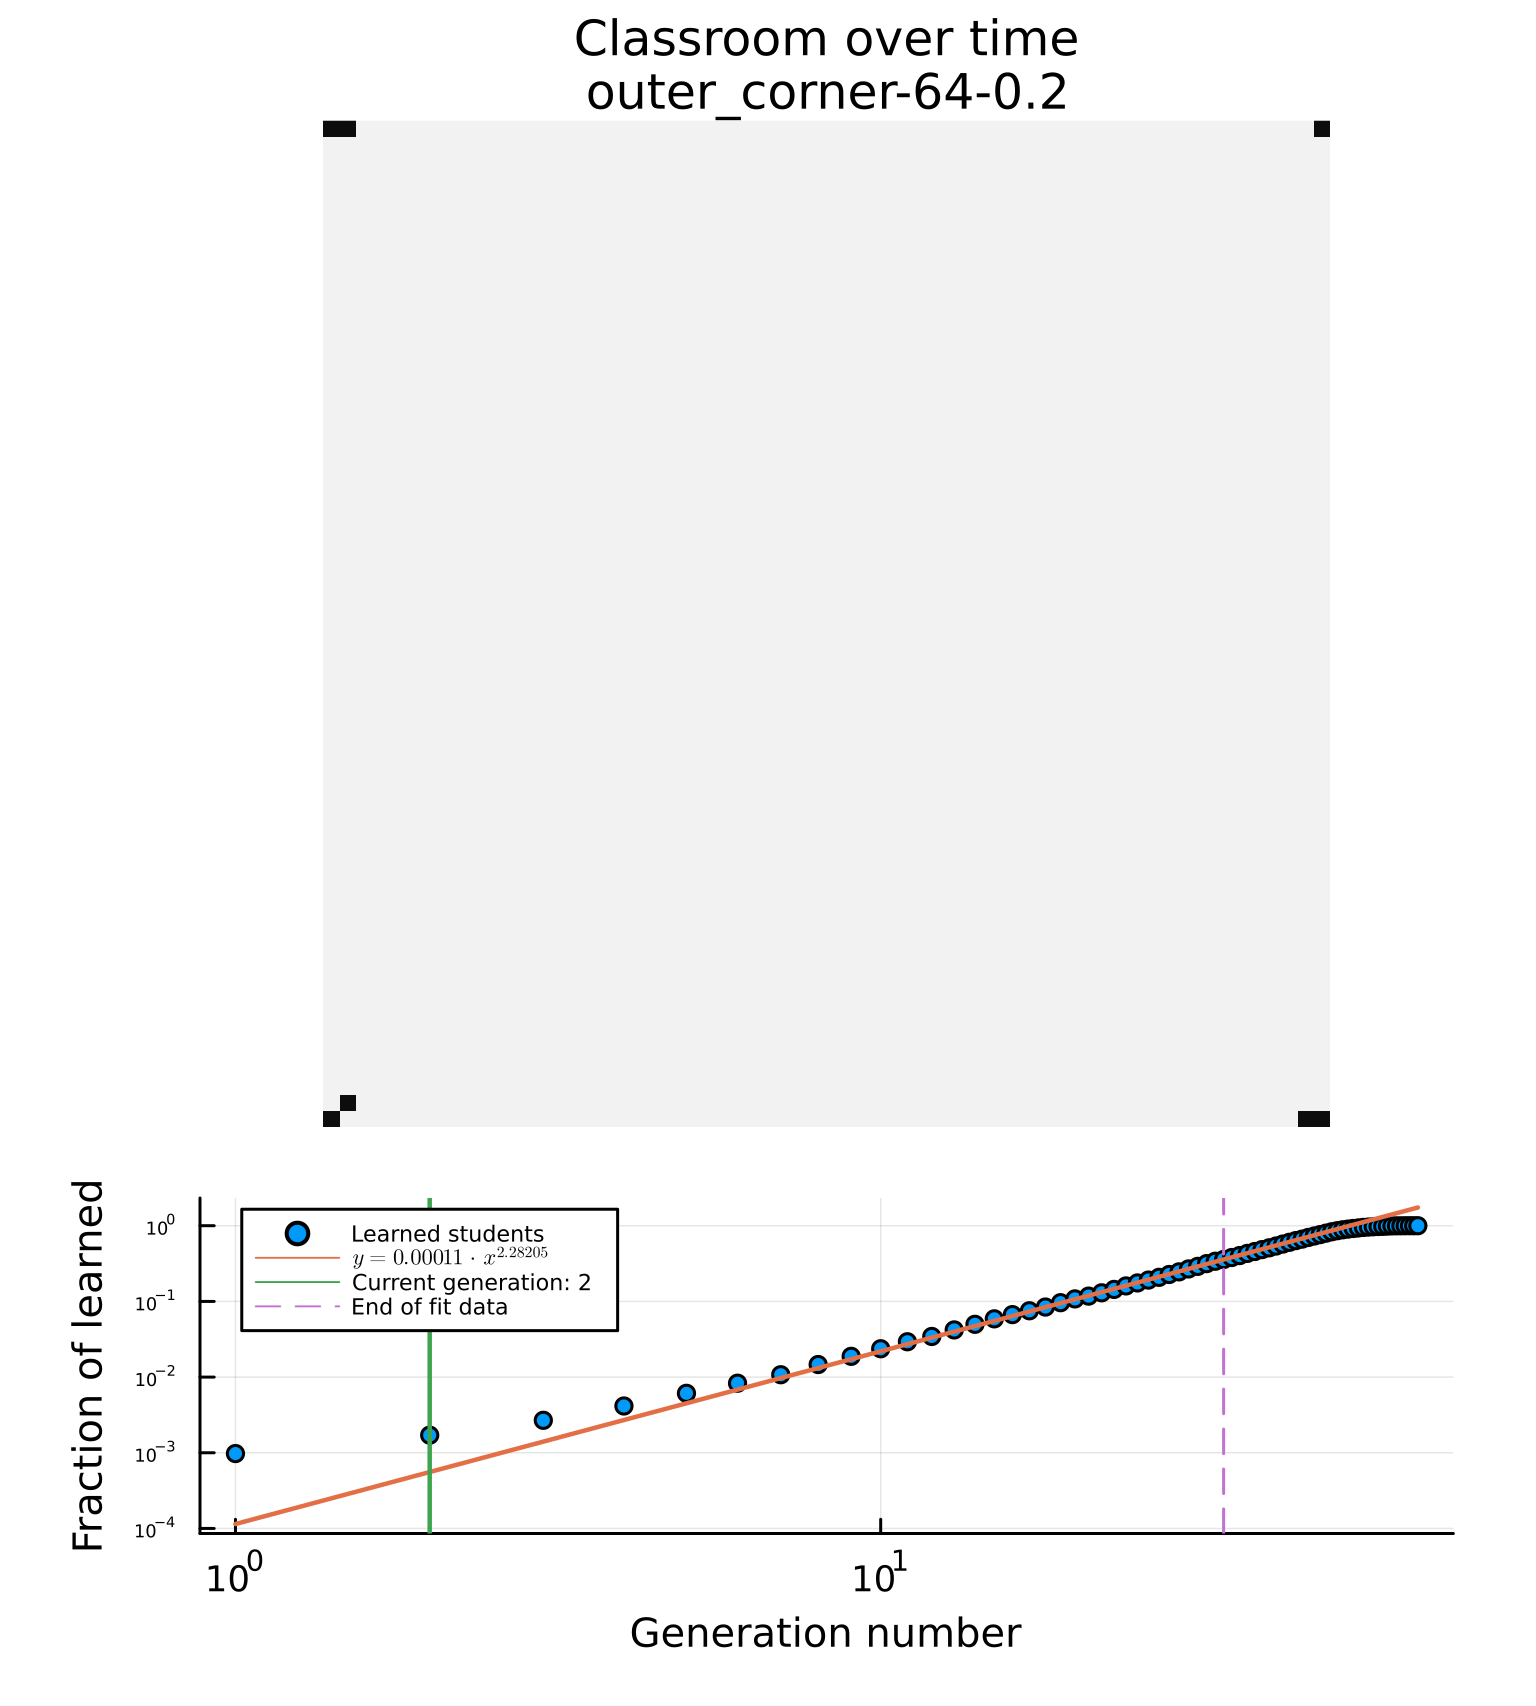 Classroom over time
outer_corner-64-0.2
Fraction of learned
10⁰
10⁻¹
10⁻²
10⁻³
10⁻⁴
Learned students
y = 0.00011 · x^2.28205
Current generation: 2
End of fit data
10⁰
10¹
Generation number